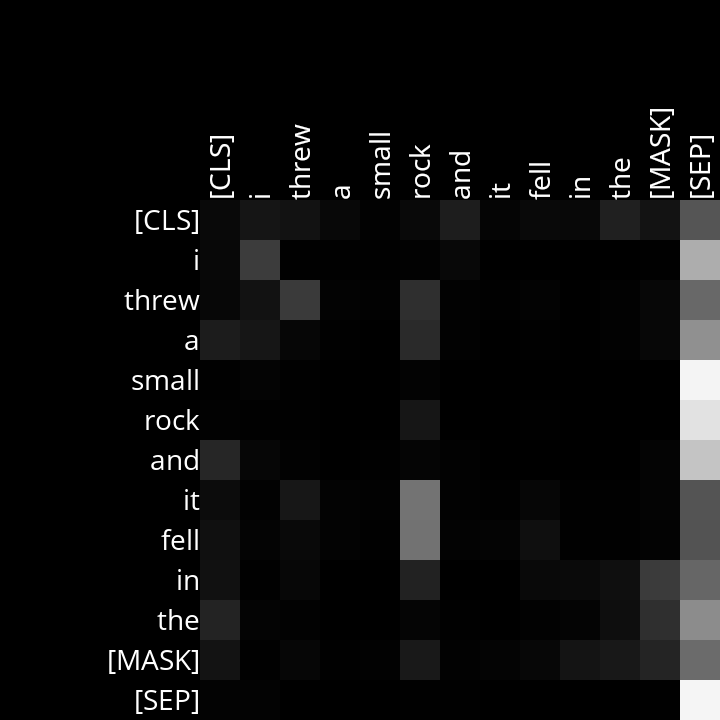 [CLS] i threw a small rock and it fell in the [MASK] [SEP]
[CLS]
i
threw
a
small
rock
and
it
fell
in
the
[MASK]
[SEP]